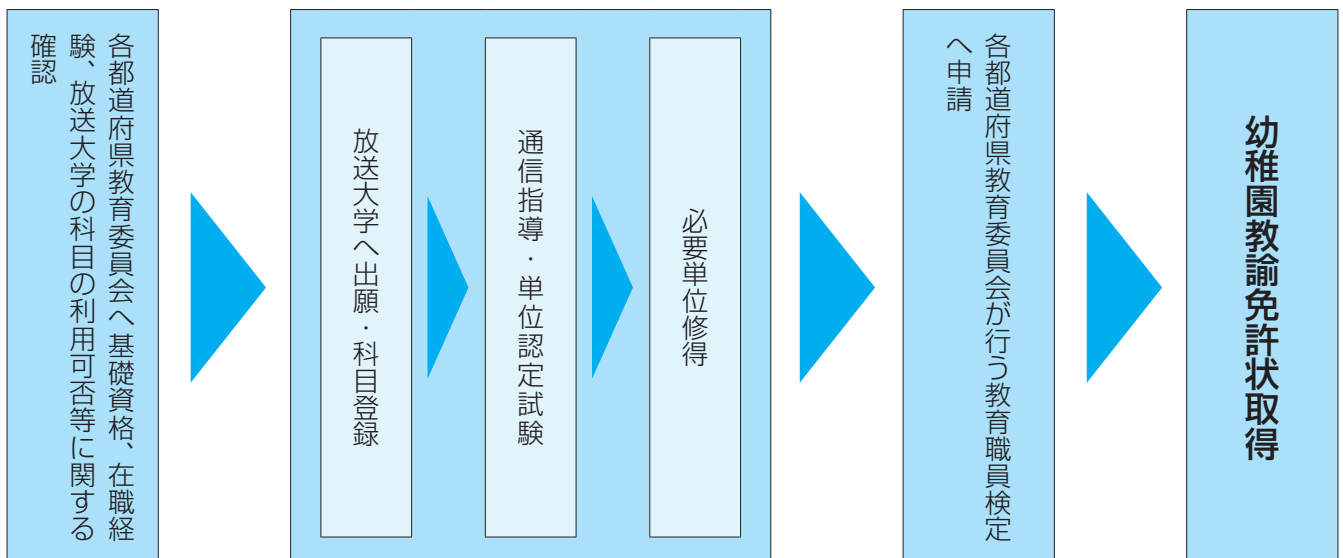 各都道府県教育委員会へ基礎資格、在職経
験、放送大学の科目の利用可否等に関する
確認
放送大学へ出願・科目登録
通信指導・単位認定試験
必要単位修得
各都道府県教育委員会が行う教育職員検定
へ申請
幼稚園教諭免許状取得